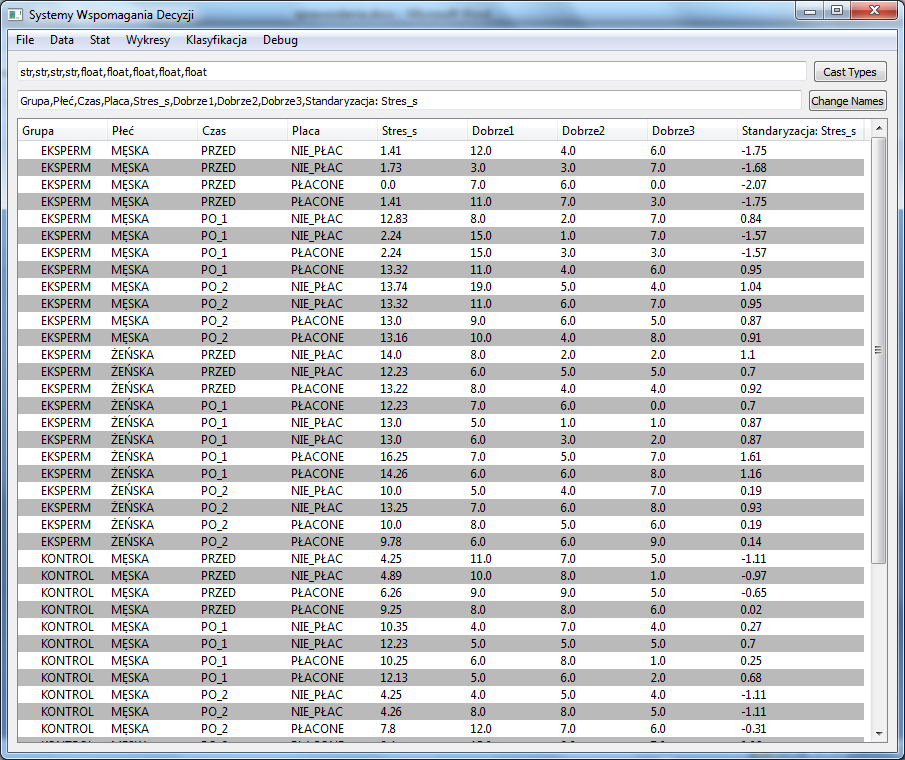 Systemy Wspomagania Decyzji
File Data Stat Wykresy Klasyfikacja Debug
str,str,str,str,float,float,float,float,float Cast Types
Grupa,Płeć,Czas,Placa,Stres_s,Dobrze1,Dobrze2,Dobrze3,Standaryzacja: Stres_s Change Names
Grupa Płeć Czas Placa Stres_s Dobrze1 Dobrze2 Dobrze3 Standaryzacja: Stres_s
EKSPERM MĘSKA PRZED NIE_PŁAC 1.41 12.0 4.0 6.0 -1.75
EKSPERM MĘSKA PRZED NIE_PŁAC 1.73 3.0 3.0 7.0 -1.68
EKSPERM MĘSKA PRZED PŁACONE 0.0 7.0 6.0 0.0 -2.07
EKSPERM MĘSKA PRZED PŁACONE 1.41 11.0 7.0 3.0 -1.75
EKSPERM MĘSKA PO_1 NIE_PŁAC 12.83 8.0 2.0 7.0 0.84
EKSPERM MĘSKA PO_1 NIE_PŁAC 2.24 15.0 1.0 7.0 -1.57
EKSPERM MĘSKA PO_1 PŁACONE 2.24 15.0 3.0 3.0 -1.57
EKSPERM MĘSKA PO_1 PŁACONE 13.32 11.0 4.0 6.0 0.95
EKSPERM MĘSKA PO_2 NIE_PŁAC 13.74 19.0 5.0 4.0 1.04
EKSPERM MĘSKA PO_2 NIE_PŁAC 13.32 11.0 6.0 7.0 0.95
EKSPERM MĘSKA PO_2 PŁACONE 13.0 9.0 6.0 5.0 0.87
EKSPERM MĘSKA PO_2 PŁACONE 13.16 10.0 4.0 8.0 0.91
EKSPERM ŻEŃSKA PRZED NIE_PŁAC 14.0 8.0 2.0 2.0 1.1
EKSPERM ŻEŃSKA PRZED NIE_PŁAC 12.23 6.0 5.0 5.0 0.7
EKSPERM ŻEŃSKA PRZED PŁACONE 13.22 8.0 4.0 4.0 0.92
EKSPERM ŻEŃSKA PO_1 PŁACONE 12.23 7.0 6.0 0.0 0.7
EKSPERM ŻEŃSKA PO_1 NIE_PŁAC 13.0 5.0 1.0 1.0 0.87
EKSPERM ŻEŃSKA PO_1 NIE_PŁAC 13.0 6.0 3.0 2.0 0.87
EKSPERM ŻEŃSKA PO_1 PŁACONE 16.25 7.0 5.0 7.0 1.61
EKSPERM ŻEŃSKA PO_1 PŁACONE 14.26 6.0 6.0 8.0 1.16
EKSPERM ŻEŃSKA PO_2 NIE_PŁAC 10.0 5.0 4.0 7.0 0.19
EKSPERM ŻEŃSKA PO_2 NIE_PŁAC 13.25 7.0 6.0 8.0 0.93
EKSPERM ŻEŃSKA PO_2 PŁACONE 10.0 8.0 5.0 6.0 0.19
EKSPERM ŻEŃSKA PO_2 PŁACONE 9.78 6.0 6.0 9.0 0.14
KONTROL MĘSKA PRZED NIE_PŁAC 4.25 11.0 7.0 5.0 -1.11
KONTROL MĘSKA PRZED NIE_PŁAC 4.89 10.0 8.0 1.0 -0.97
KONTROL MĘSKA PRZED PŁACONE 6.26 9.0 9.0 5.0 -0.65
KONTROL MĘSKA PRZED PŁACONE 9.25 8.0 8.0 6.0 0.02
KONTROL MĘSKA PO_1 NIE_PŁAC 10.35 4.0 7.0 4.0 0.27
KONTROL MĘSKA PO_1 NIE_PŁAC 12.23 5.0 5.0 5.0 0.7
KONTROL MĘSKA PO_1 PŁACONE 10.25 6.0 8.0 1.0 0.25
KONTROL MĘSKA PO_1 PŁACONE 12.13 5.0 6.0 2.0 0.68
KONTROL MĘSKA PO_2 NIE_PŁAC 4.25 4.0 5.0 4.0 -1.11
KONTROL MĘSKA PO_2 NIE_PŁAC 4.26 8.0 8.0 5.0 -1.11
KONTROL MĘSKA PO_2 PŁACONE 7.8 12.0 7.0 6.0 -0.31